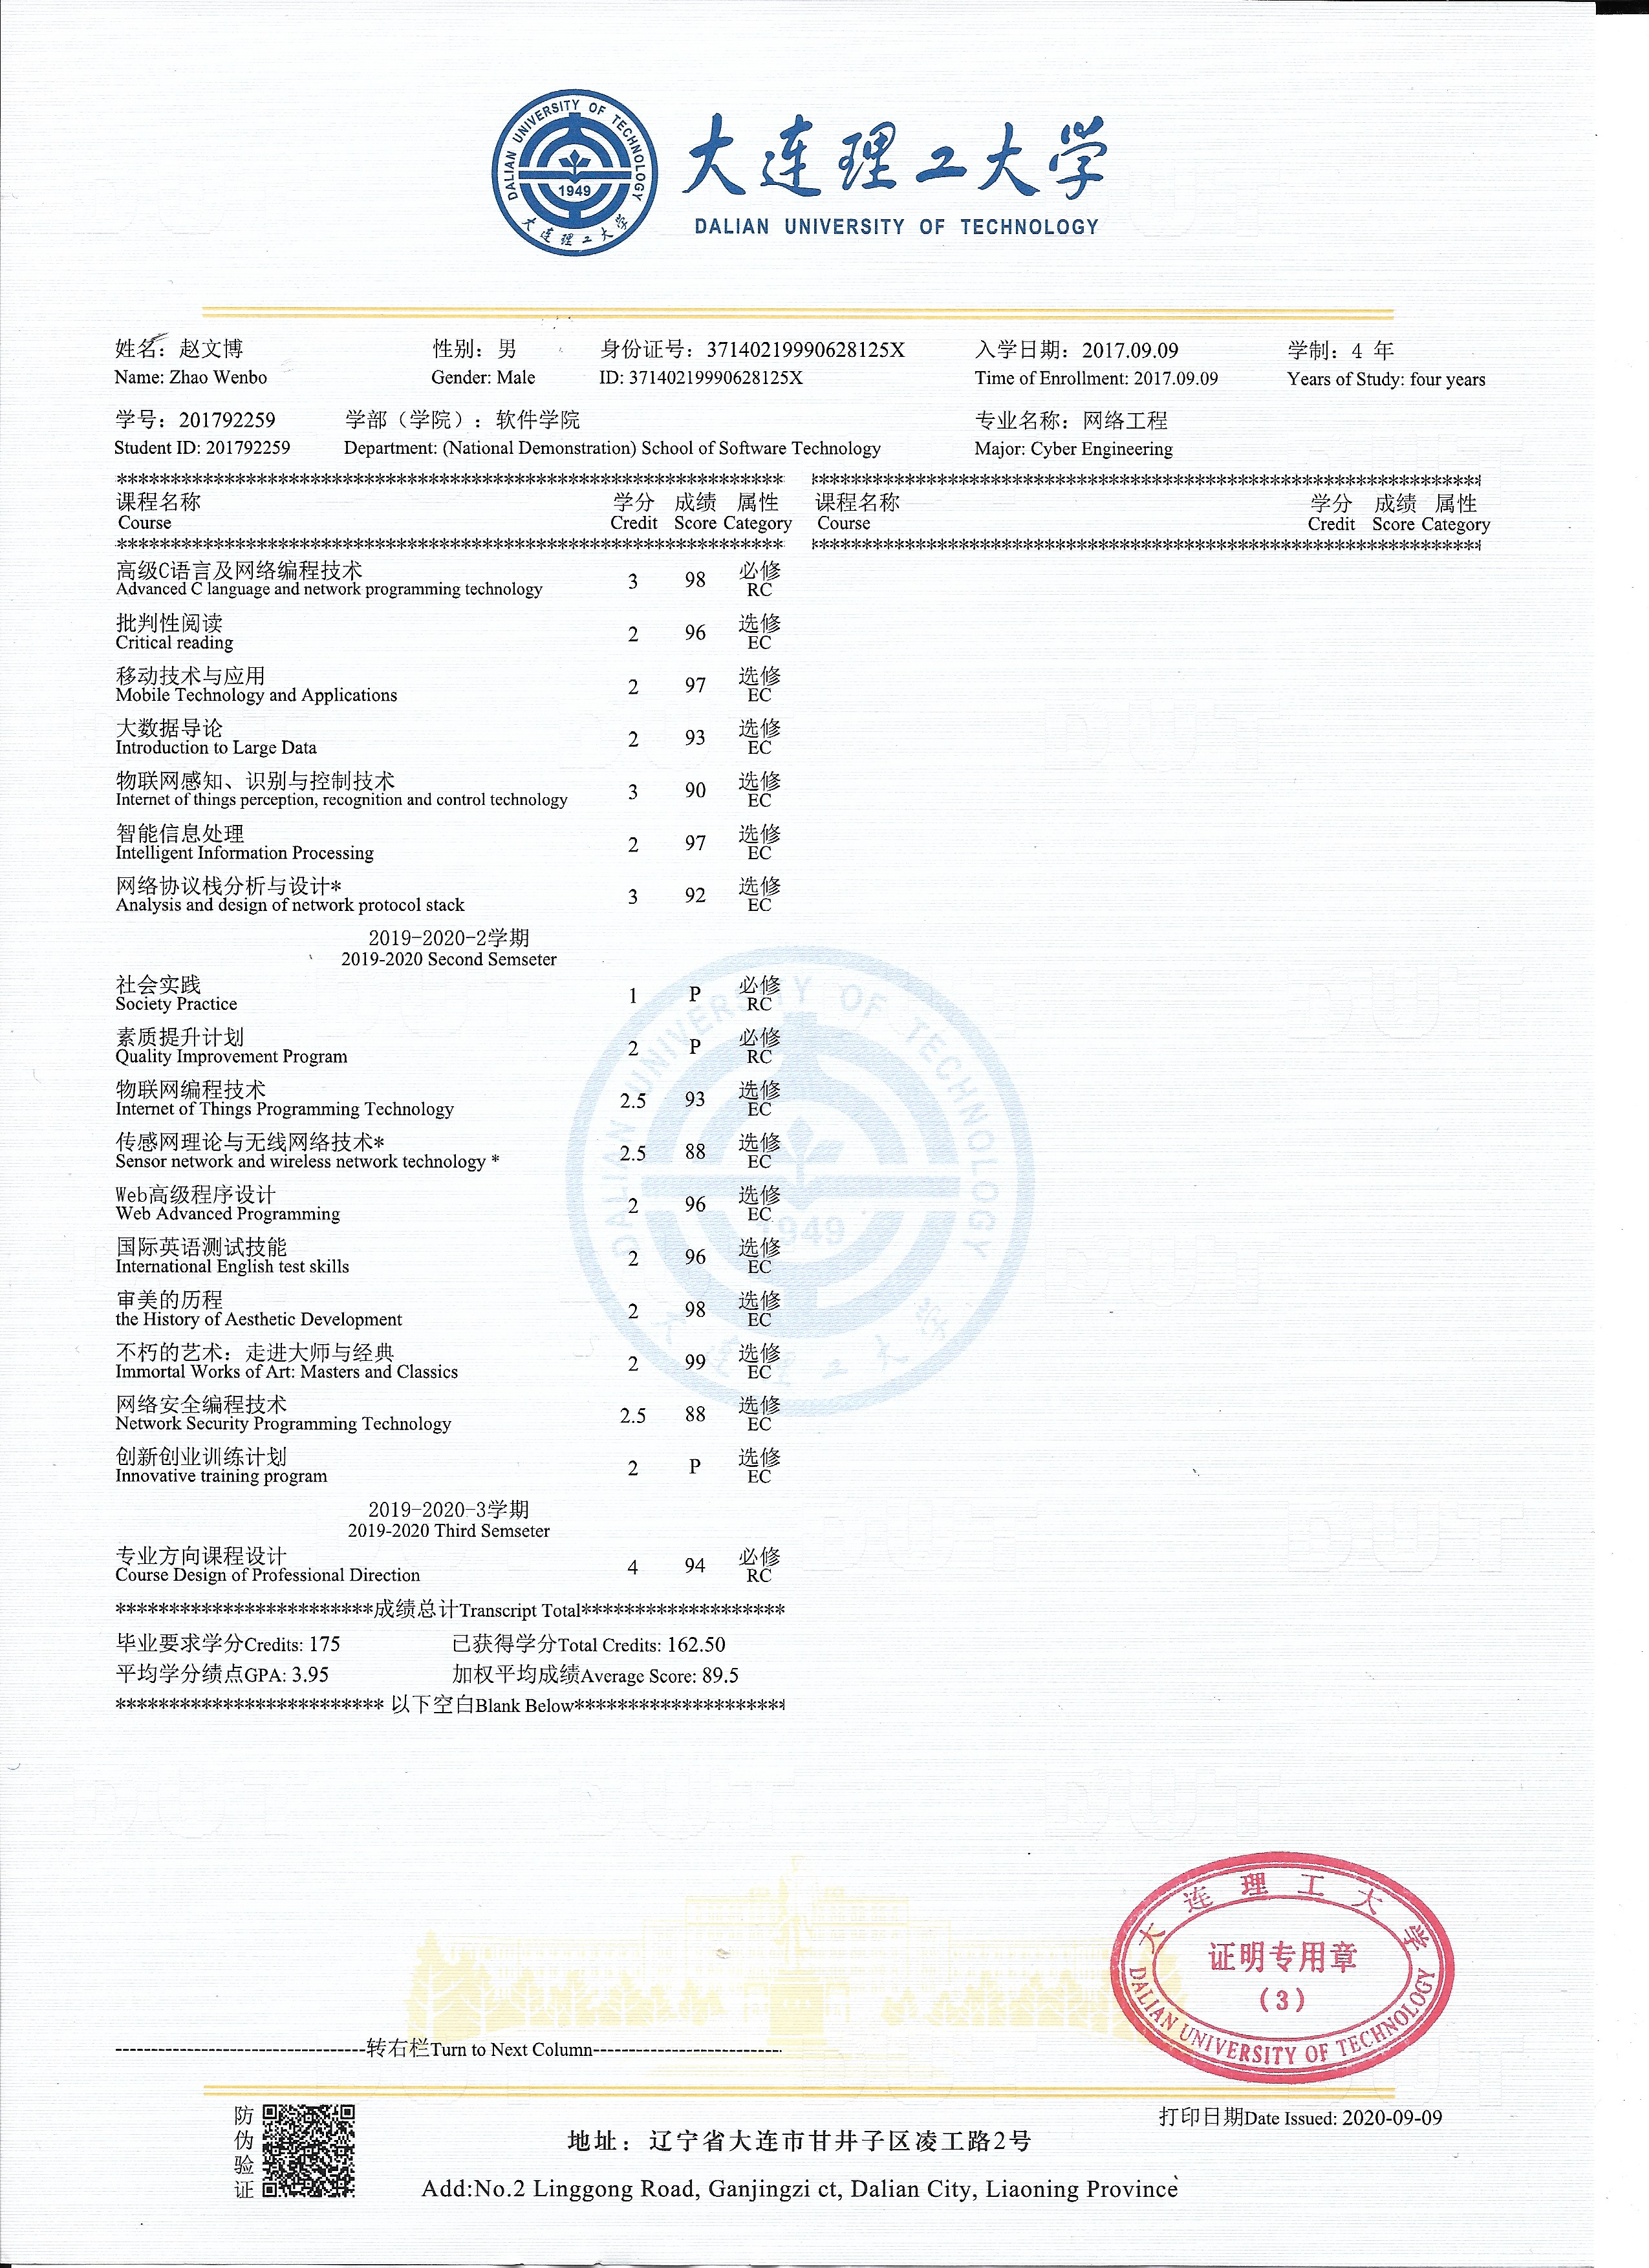 DALIAN UNIVERSITY OF TECHNOLOGY
1949
大连理工大学
大连理工大学
DALIAN UNIVERSITY OF TECHNOLOGY
姓名：赵文博 性别：男 身份证号：37140219990628125X 入学日期：2017.09.09 学制：4 年
Name: Zhao Wenbo Gender: Male ID: 37140219990628125X Time of Enrollment: 2017.09.09 Years of Study: four years
学号：201792259 学部（学院）：软件学院 专业名称：网络工程
Student ID: 201792259 Department: (National Demonstration) School of Software Technology Major: Cyber Engineering
课程名称 学分 成绩 属性 课程名称 学分 成绩 属性
Course Credit Score Category Course Credit Score Category
高级C语言及网络编程技术 3 98 必修
Advanced C language and network programming technology RC
批判性阅读 2 96 选修
Critical reading EC
移动技术与应用 2 97 选修
Mobile Technology and Applications EC
大数据导论 2 93 选修
Introduction to Large Data EC
物联网感知、识别与控制技术 3 90 选修
Internet of things perception, recognition and control technology EC
智能信息处理 2 97 选修
Intelligent Information Processing EC
网络协议栈分析与设计* 3 92 选修
Analysis and design of network protocol stack EC
2019-2020-2学期
2019-2020 Second Semseter
社会实践 1 P 必修
Society Practice RC
素质提升计划 2 P 必修
Quality Improvement Program RC
物联网编程技术 2.5 93 选修
Internet of Things Programming Technology EC
传感网理论与无线网络技术* 2.5 88 选修
Sensor network and wireless network technology * EC
Web高级程序设计 2 96 选修
Web Advanced Programming EC
国际英语测试技能 2 96 选修
International English test skills EC
审美的历程 2 98 选修
the History of Aesthetic Development EC
不朽的艺术：走进大师与经典 2 99 选修
Immortal Works of Art: Masters and Classics EC
网络安全编程技术 2.5 88 选修
Network Security Programming Technology EC
创新创业训练计划 2 P 选修
Innovative training program EC
2019-2020-3学期
2019-2020 Third Semseter
专业方向课程设计 4 94 必修
Course Design of Professional Direction RC
************************成绩总计Transcript Total*******************
毕业要求学分Credits: 175 已获得学分Total Credits: 162.50
平均学分绩点GPA: 3.95 加权平均成绩Average Score: 89.5
************************* 以下空白Blank Below********************
大连理工大学
证明专用章
（3）
DALIAN UNIVERSITY OF TECHNOLOGY
转右栏Turn to Next Column
打印日期Date Issued: 2020-09-09
防伪验证
地址：辽宁省大连市甘井子区凌工路2号
Add:No.2 Linggong Road, Ganjingzi ct, Dalian City, Liaoning Province